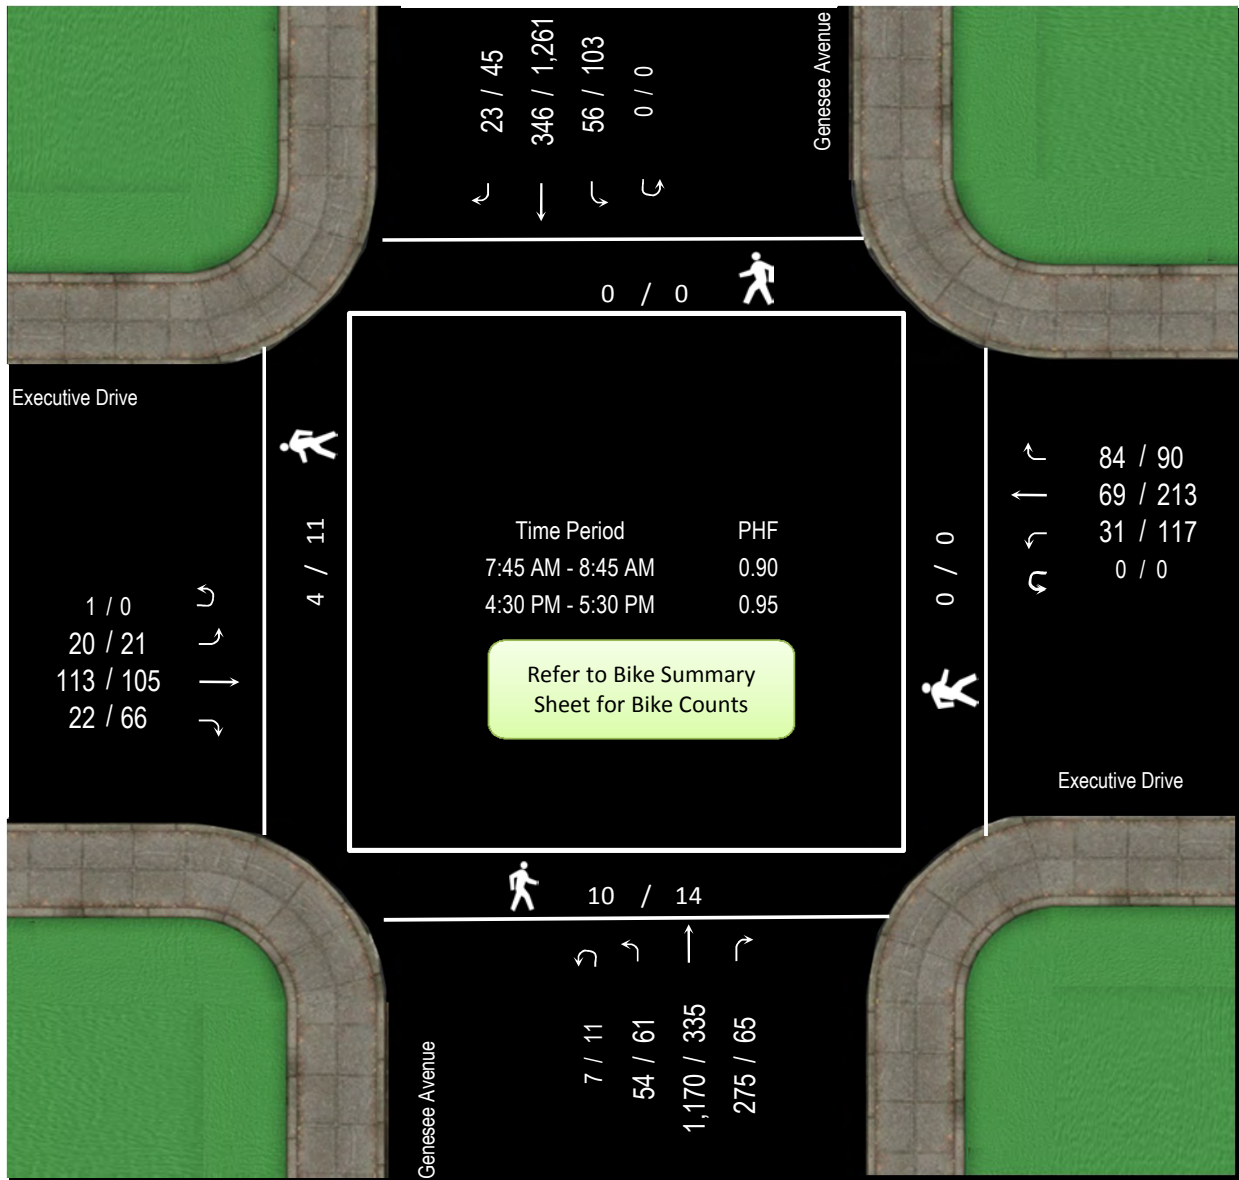 23 / 45
346 / 1,261
56 / 103
0 / 0
Genesee Avenue
0 / 0
Executive Drive
84 / 90
69 / 213
31 / 117
0 / 0
4 / 11
0 / 0
Time Period PHF
7:45 AM - 8:45 AM 0.90
4:30 PM - 5:30 PM 0.95
1 / 0
20 / 21
113 / 105
22 / 66
Refer to Bike Summary
Sheet for Bike Counts
Executive Drive
10 / 14
Genesee Avenue
7 / 11
54 / 61
1,170 / 335
275 / 65